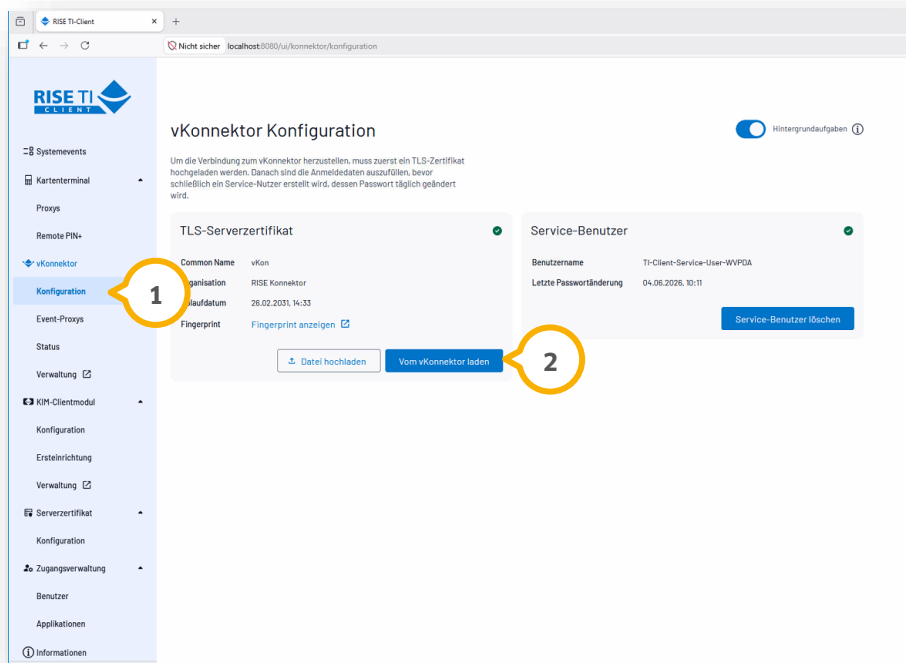 RISE TI-Client
Nicht sicher localhost:8080/ui/konnektor/konfiguration
RISE TI
CLIENT
Systemevents
Kartenterminal
Proxys
Remote PIN+
vKonnektor
Konfiguration
Event-Proxys
Status
Verwaltung
KIM-Clientmodul
Konfiguration
Ersteinrichtung
Verwaltung
Serverzertifikat
Konfiguration
Zugangsverwaltung
Benutzer
Applikationen
Informationen
1
vKonnektor Konfiguration
Hintergrundaufgaben
Um die Verbindung zum vKonnektor herzustellen, muss zuerst ein TLS-Zertifikat
hochgeladen werden. Danach sind die Anmeldedaten auszufüllen, bevor
schließlich ein Service-Nutzer erstellt wird, dessen Passwort täglich geändert
wird.
TLS-Serverzertifikat
Common Name vKon
ganisation RISE Konnektor
laufdatum 26.02.2031, 14:33
Fingerprint Fingerprint anzeigen
Datei hochladen
Vom vKonnektor laden
2
Service-Benutzer
Benutzername TI-Client-Service-User-WVPDA
Letzte Passwortänderung 04.06.2026, 10:11
Service-Benutzer löschen